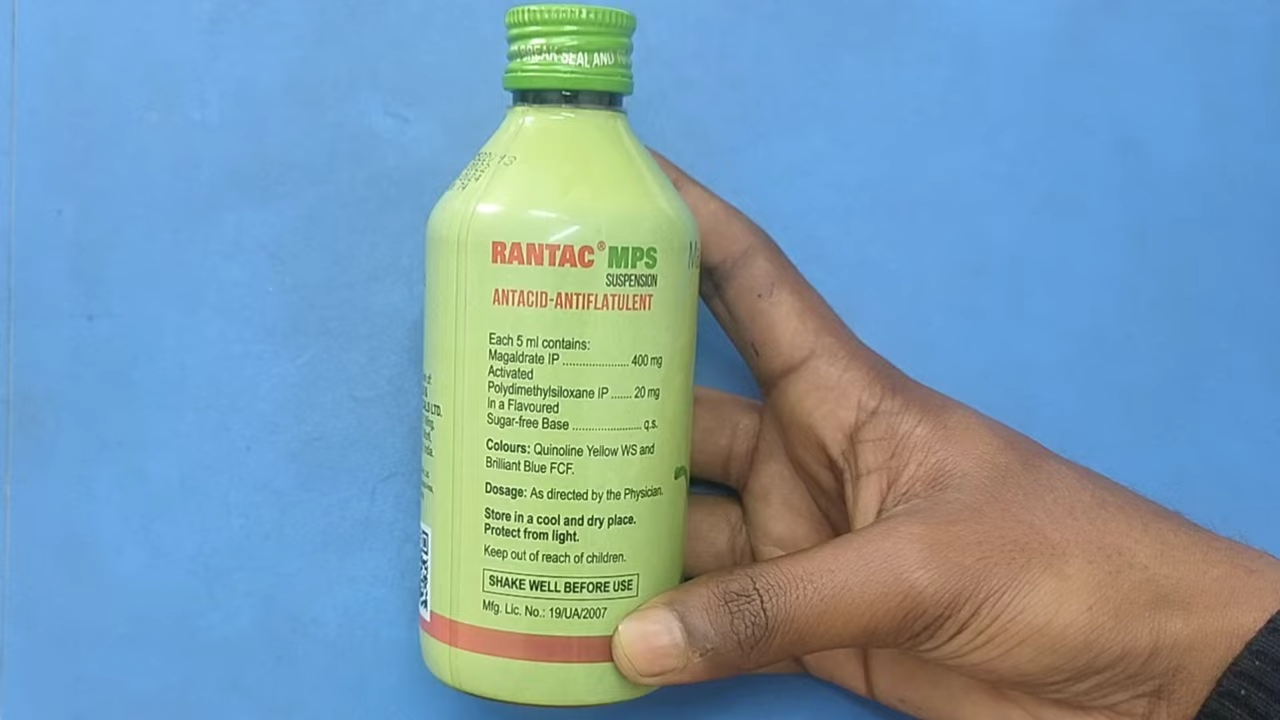 BREAK SEAL AND
RANTAC® MPS
SUSPENSION
ANTACID-ANTIFLATULENT
Each 5 ml contains:
Magaldrate IP .................... 400 mg
Activated
Polydimethylsiloxane IP ....... 20 mg
In a Flavoured
Sugar-free Base ...................... q.s.
Colours: Quinoline Yellow WS and
Brilliant Blue FCF.
Dosage: As directed by the Physician.
Store in a cool and dry place.
Protect from light.
Keep out of reach of children.
SHAKE WELL BEFORE USE
Mfg. Lic. No.: 19/UA/2007
LTD.